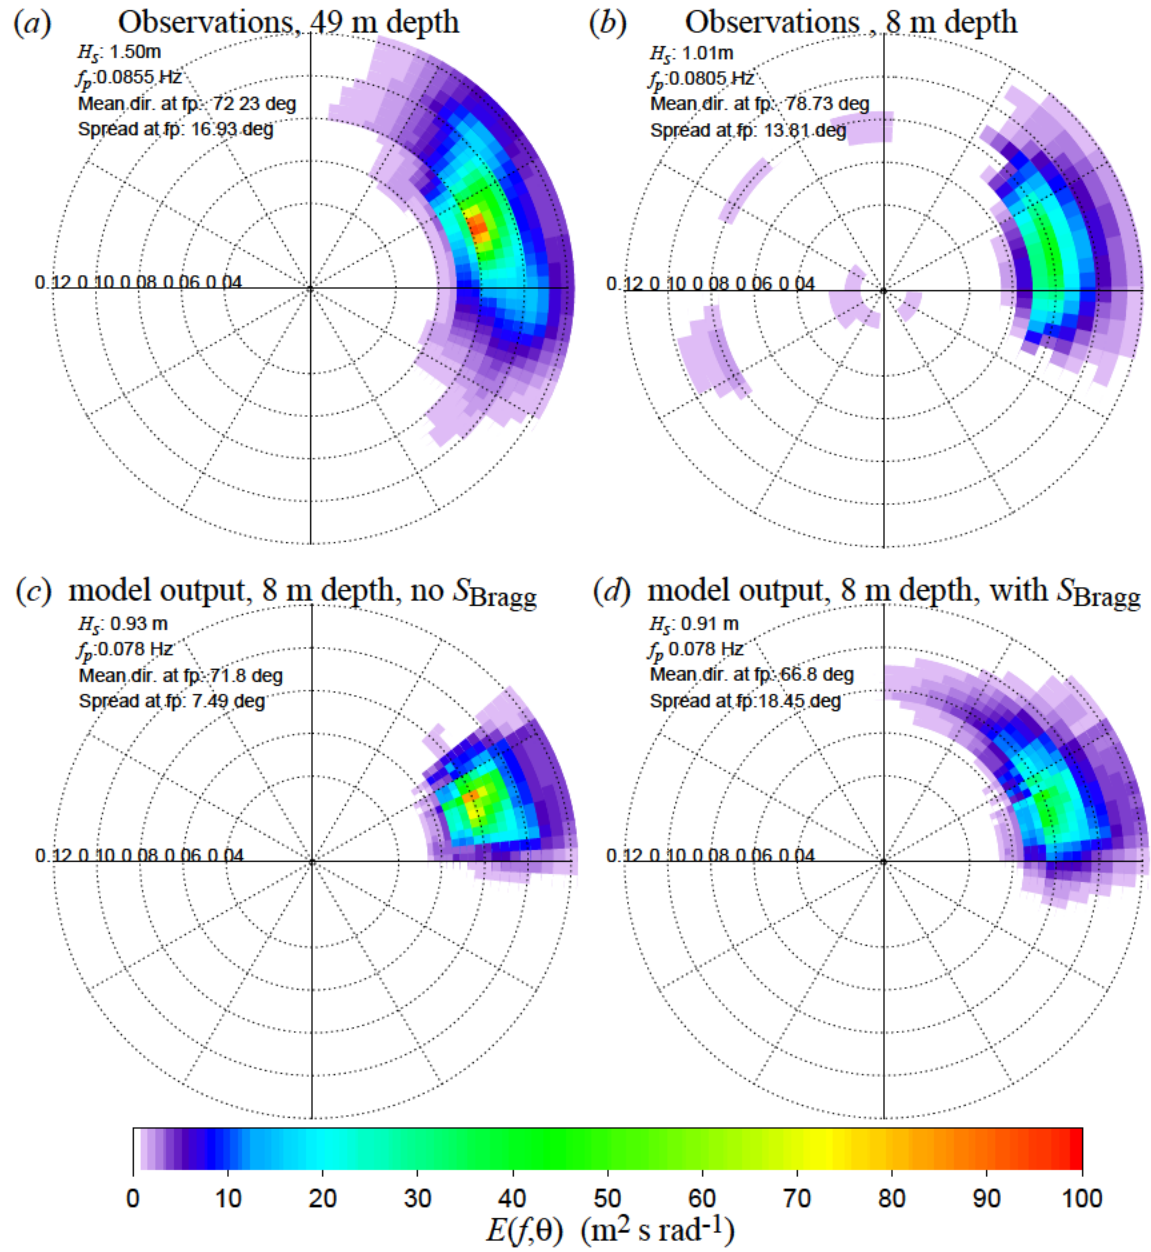 (a) Observations, 49 m depth
Hs: 1.50m
fp:0.0855 Hz
Mean dir. at fp: 72 23 deg
Spread at fp: 16.93 deg
0.12 0.10 0 08 0 06 0.04
(b) Observations , 8 m depth
Hs: 1.01m
fp:0.0805 Hz
Mean dir. at fp: 78.73 deg
Spread at fp: 13.81 deg
0.12 0.10 0 08 0 06 0.04
(c) model output, 8 m depth, no SBragg
Hs: 0.93 m
fp:0.078 Hz
Mean dir. at fp: 71.8 deg
Spread at fp: 7.49 deg
0.12 0.10 0 08 0 06 0.04
(d) model output, 8 m depth, with SBragg
Hs: 0.91 m
fp 0.078 Hz
Mean dir. at fp: 66.8 deg
Spread at fp:18.45 deg
0.12 0.10 0 08 0 06 0 04
0 10 20 30 40 50 60 70 80 90 100
E(f,θ) (m² s rad⁻¹)